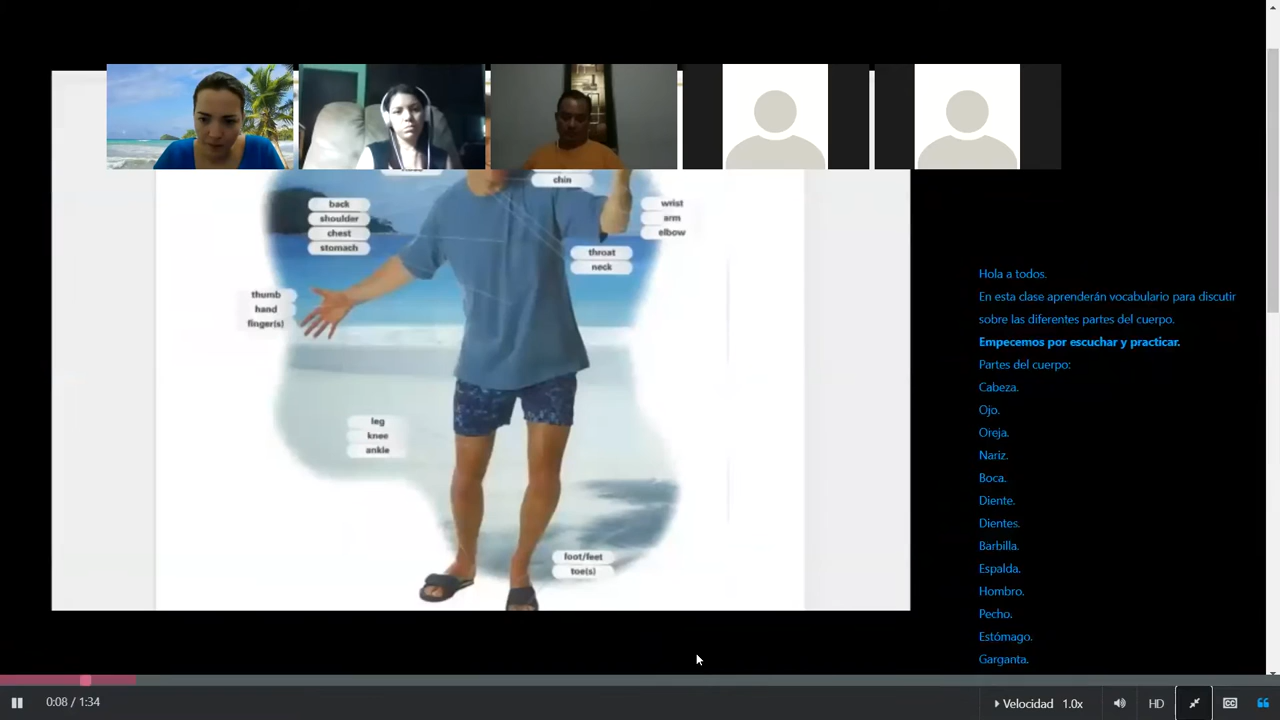 chin
back
shoulder
chest
stomach
wrist
arm
elbow
throat
neck
thumb
hand
finger(s)
leg
knee
ankle
foot/feet
toe(s)
Hola a todos.
En esta clase aprenderán vocabulario para discutir
sobre las diferentes partes del cuerpo.
Empecemos por escuchar y practicar.
Partes del cuerpo:
Cabeza.
Ojo.
Oreja.
Nariz.
Boca.
Diente.
Dientes.
Barbilla.
Espalda.
Hombro.
Pecho.
Estómago.
Garganta.
0:08 / 1:34
Velocidad 1.0x
HD
CC